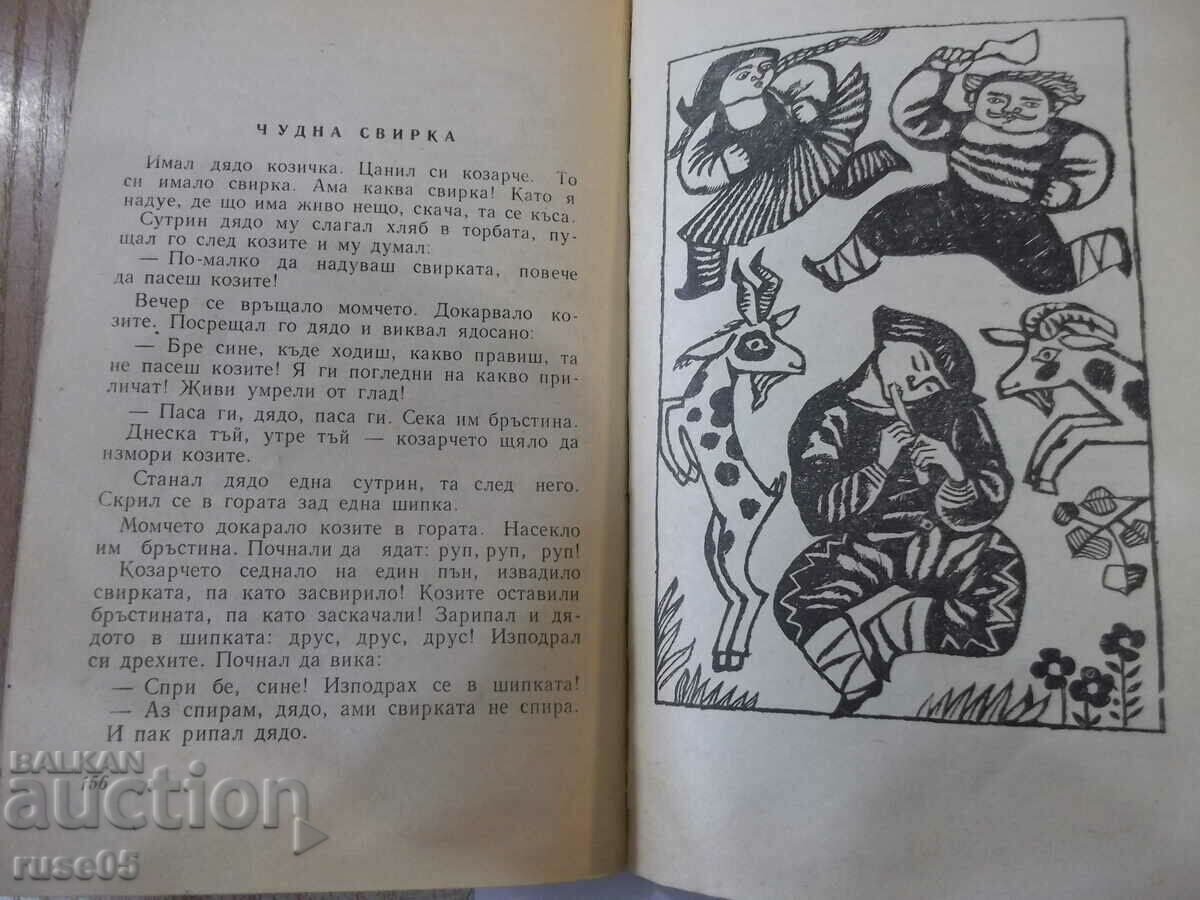 ЧУДНА СВИРКА
Имал дядо козичка. Цанил си козарче. То
си имало свирка. Ама каква свирка! Като я
надуе, де що има живо нещо, скача, та се къса.
Сутрин дядо му слагал хляб в торбата, пу-
щал го след козите и му думал:
— По-малко да надуваш свирката, повече
да пасеш козите!
Вечер се връщало момчето. Докарвало ко-
зите. Посрещал го дядо и виквал ядосано:
— Бре сине, къде ходиш, какво правиш, та
не пасеш козите! Я ги погледни на какво при-
личат! Живи умрели от глад!
— Паса ги, дядо, паса ги. Сека им бръстина.
Днеска тъй, утре тъй — козарчето щяло да
измори козите.
Станал дядо една сутрин, та след него.
Скрил се в гората зад една шипка.
Момчето докарало козите в гората. Насекло
им бръстина. Почнали да ядат: руп, руп, руп!
Козарчето седнало на един пън, извадило
свирката, па като засвирило! Козите оставили
бръстината, па като заскачали! Зарипал и дя-
дото в шипката: друс, друс, друс! Изподрал
си дрехите. Почнал да вика:
— Спри бе, сине! Изподрах се в шипката!
— Аз спирам, дядо, ами свирката не спира.
И пак рипал дядо.
156
BALKAN
auction
ruse05